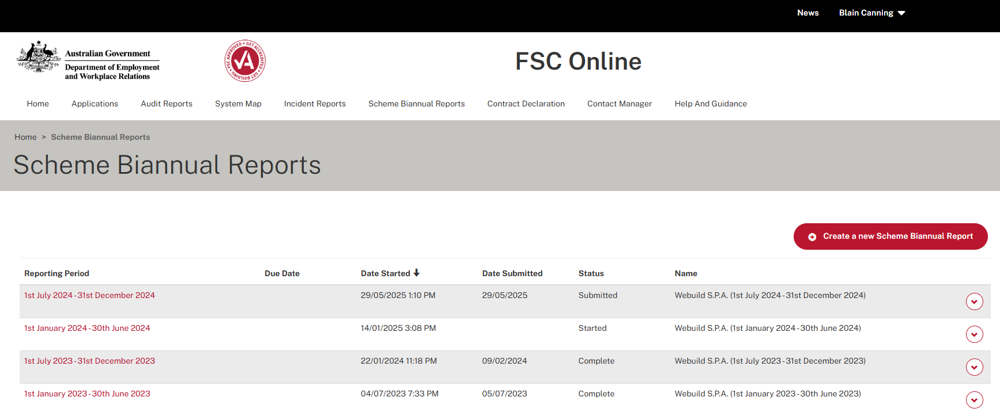 News Blain Canning
Australian Government
Department of Employment
and Workplace Relations
FSC APPROVED • GET ACCREDITED • GET BUILDING •
FSC Online
Home Applications Audit Reports System Map Incident Reports Scheme Biannual Reports Contract Declaration Contact Manager Help And Guidance
Home > Scheme Biannual Reports
Scheme Biannual Reports
Create a new Scheme Biannual Report
Reporting Period Due Date Date Started Date Submitted Status Name
1st July 2024 - 31st December 2024 29/05/2025 1:10 PM 29/05/2025 Submitted Webuild S.P.A. (1st July 2024 - 31st December 2024)
1st January 2024 - 30th June 2024 14/01/2025 3:08 PM Started Webuild S.P.A. (1st January 2024 - 30th June 2024)
1st July 2023 - 31st December 2023 22/01/2024 11:18 PM 09/02/2024 Complete Webuild S.P.A. (1st July 2023 - 31st December 2023)
1st January 2023 - 30th June 2023 04/07/2023 7:33 PM 05/07/2023 Complete Webuild S.P.A. (1st January 2023 - 30th June 2023)